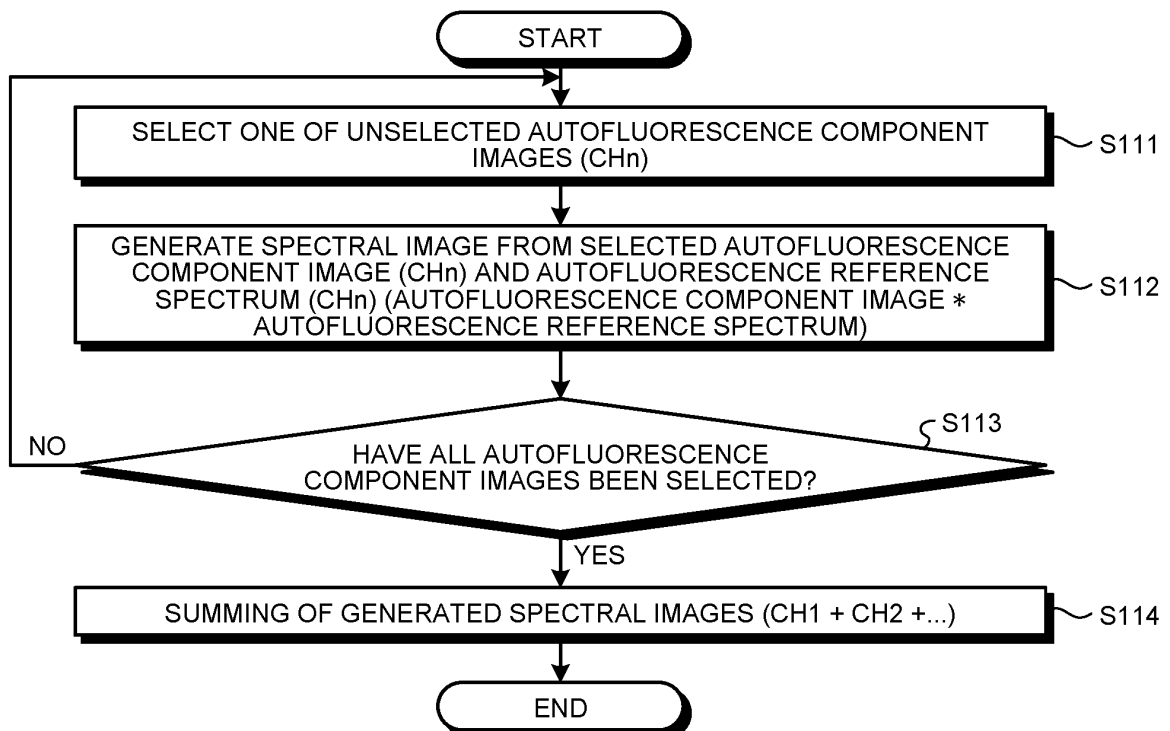 START
SELECT ONE OF UNSELECTED AUTOFLUORESCENCE COMPONENT
IMAGES (CHn)
S111
GENERATE SPECTRAL IMAGE FROM SELECTED AUTOFLUORESCENCE
COMPONENT IMAGE (CHn) AND AUTOFLUORESCENCE REFERENCE
SPECTRUM (CHn) (AUTOFLUORESCENCE COMPONENT IMAGE *
AUTOFLUORESCENCE REFERENCE SPECTRUM)
S112
S113
NO
HAVE ALL AUTOFLUORESCENCE
COMPONENT IMAGES BEEN SELECTED?
YES
SUMMING OF GENERATED SPECTRAL IMAGES (CH1 + CH2 +...)
S114
END